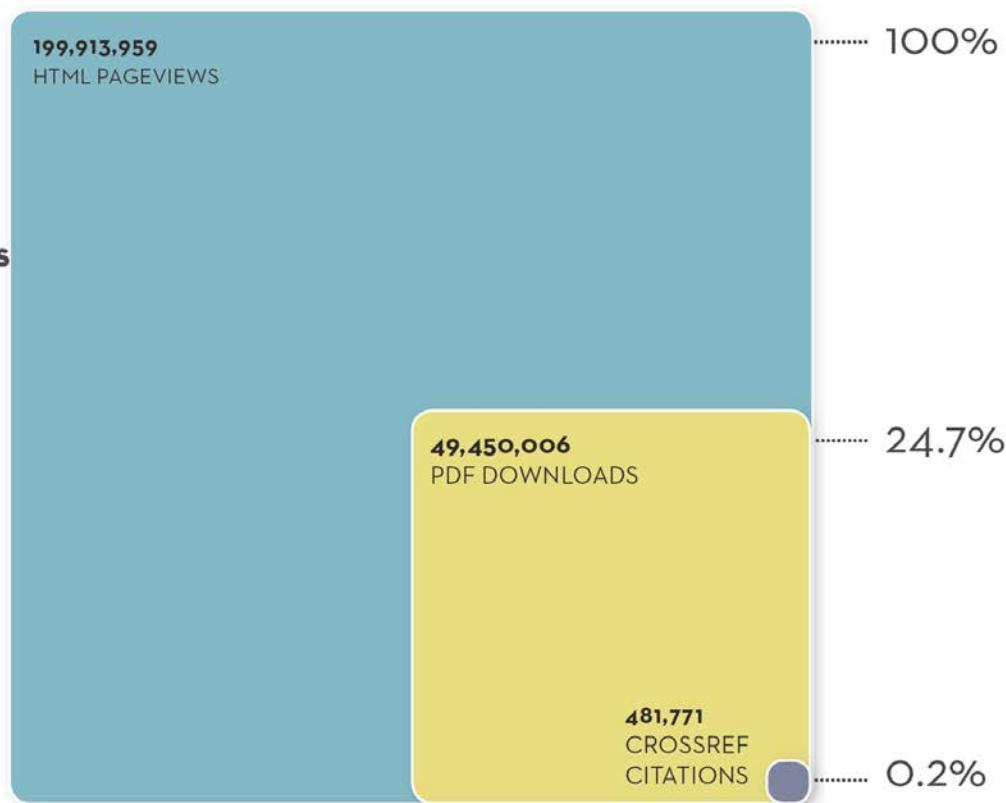 199,913,959
HTML PAGEVIEWS
100%
s
49,450,006
PDF DOWNLOADS
24.7%
481,771
CROSSREF
CITATIONS
0.2%